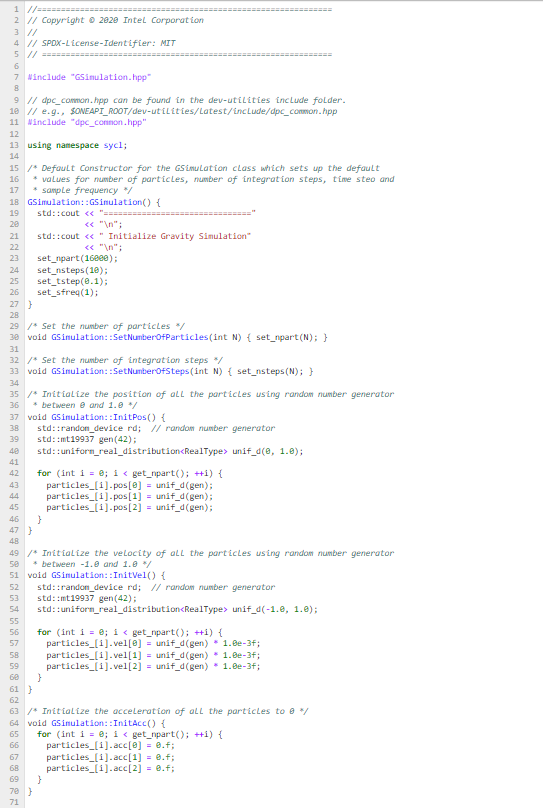 1 //==============================================================
2 // Copyright © 2020 Intel Corporation
3 //
4 // SPDX-License-Identifier: MIT
5 // =============================================================
6
7 #include "GSimulation.hpp"
8
9 // dpc_common.hpp can be found in the dev-utilities include folder.
10 // e.g., $ONEAPI_ROOT/dev-utilities/latest/include/dpc_common.hpp
11 #include "dpc_common.hpp"
12
13 using namespace sycl;
14
15 /* Default Constructor for the GSimulation class which sets up the default
16  * values for number of particles, number of integration steps, time steo and
17  * sample frequency */
18 GSimulation::GSimulation() {
19   std::cout << "==============================="
20             << "\n";
21   std::cout << " Initialize Gravity Simulation"
22             << "\n";
23   set_npart(16000);
24   set_nsteps(10);
25   set_tstep(0.1);
26   set_sfreq(1);
27 }
28
29 /* Set the number of particles */
30 void GSimulation::SetNumberOfParticles(int N) { set_npart(N); }
31
32 /* Set the number of integration steps */
33 void GSimulation::SetNumberOfSteps(int N) { set_nsteps(N); }
34
35 /* Initialize the position of all the particles using random number generator
36  * between 0 and 1.0 */
37 void GSimulation::InitPos() {
38   std::random_device rd;  // random number generator
39   std::mt19937 gen(42);
40   std::uniform_real_distribution<RealType> unif_d(0, 1.0);
41
42   for (int i = 0; i < get_npart(); ++i) {
43     particles_[i].pos[0] = unif_d(gen);
44     particles_[i].pos[1] = unif_d(gen);
45     particles_[i].pos[2] = unif_d(gen);
46   }
47 }
48
49 /* Initialize the velocity of all the particles using random number generator
50  * between -1.0 and 1.0 */
51 void GSimulation::InitVel() {
52   std::random_device rd;  // random number generator
53   std::mt19937 gen(42);
54   std::uniform_real_distribution<RealType> unif_d(-1.0, 1.0);
55
56   for (int i = 0; i < get_npart(); ++i) {
57     particles_[i].vel[0] = unif_d(gen) * 1.0e-3f;
58     particles_[i].vel[1] = unif_d(gen) * 1.0e-3f;
59     particles_[i].vel[2] = unif_d(gen) * 1.0e-3f;
60   }
61 }
62
63 /* Initialize the acceleration of all the particles to 0 */
64 void GSimulation::InitAcc() {
65   for (int i = 0; i < get_npart(); ++i) {
66     particles_[i].acc[0] = 0.f;
67     particles_[i].acc[1] = 0.f;
68     particles_[i].acc[2] = 0.f;
69   }
70 }
71